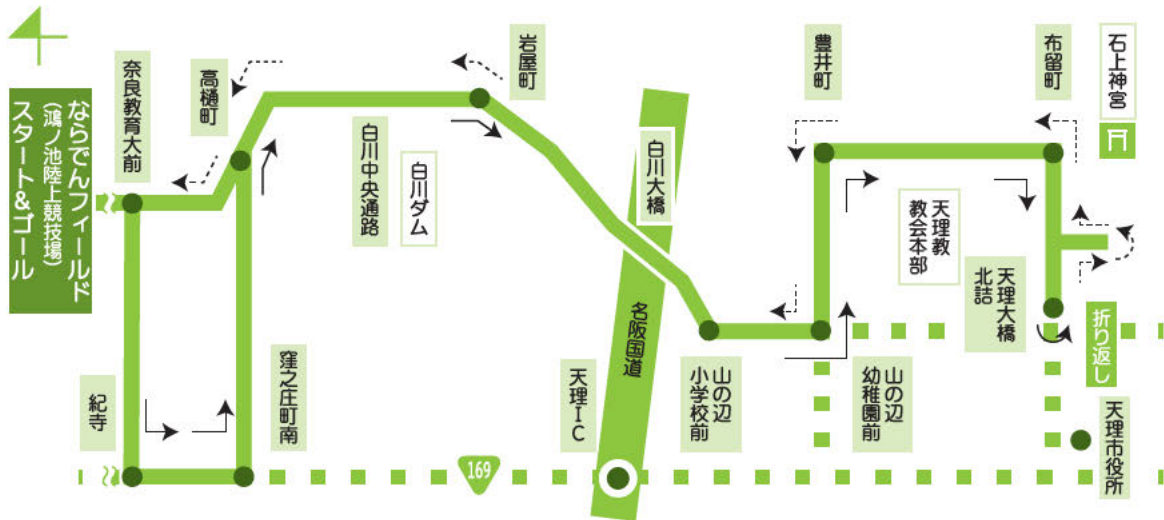 ならでんフィールド
（鴻ノ池陸上競技場）
スタート&ゴール
奈良教育大前
高樋町
紀寺
窪之庄町南
白川中央通路
白川ダム
岩屋町
白川大橋
名阪国道
天理IC
169
山の辺
小学校前
豊井町
山の辺
幼稚園前
天理教
教会本部
天理大橋
北詰
布留町
石上神宮
折り返し
天理市役所